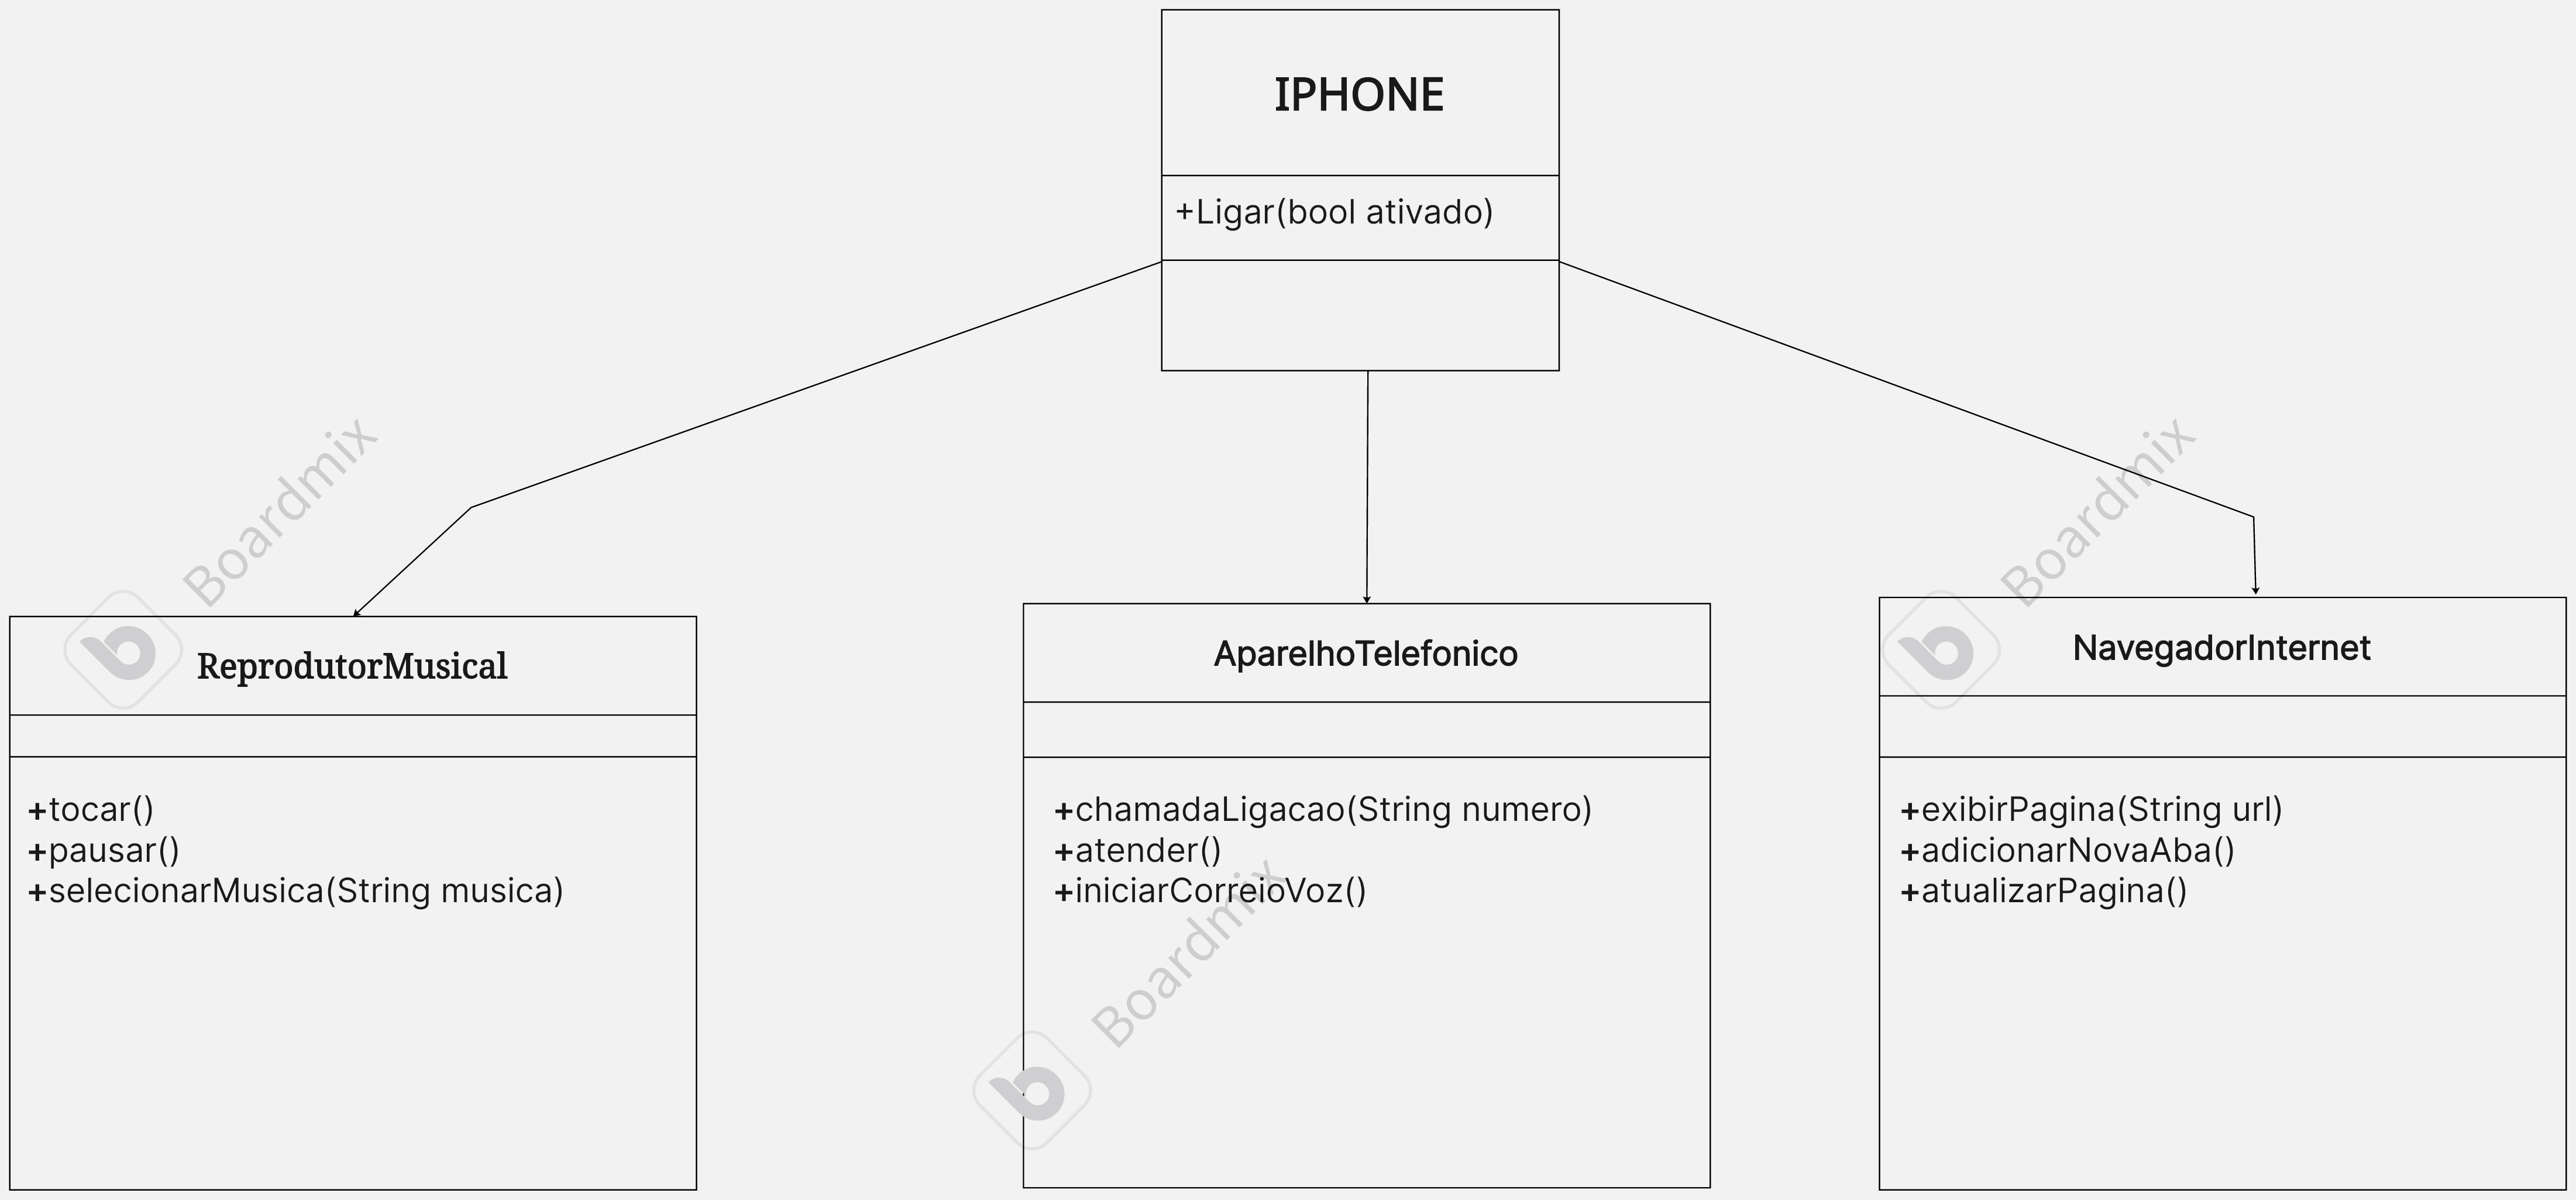 IPHONE
+Ligar(bool ativado)
Boardmix
Boardmix
ReprodutorMusical
+tocar()
+pausar()
+selecionarMusica(String musica)
AparelhoTelefonico
+chamadaLigacao(String numero)
+atender()
+iniciarCorreioVoz()
Boardmix
NavegadorInternet
+exibirPagina(String url)
+adicionarNovaAba()
+atualizarPagina()